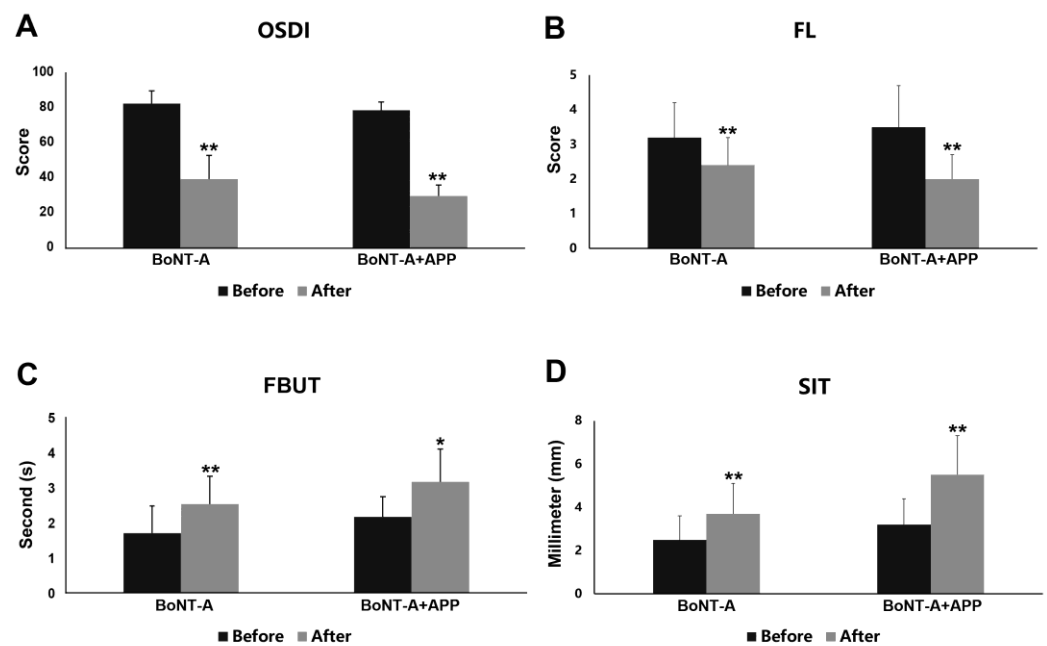 A
OSDI
Score
100
80
60
40
20
0
**
**
BoNT-A BoNT-A+APP
Before After
B
FL
Score
5
4
3
2
1
0
**
**
BoNT-A BoNT-A+APP
Before After
C
FBUT
Second (s)
5
4
3
2
1
0
**
*
BoNT-A BoNT-A+APP
Before After
D
SIT
Millimeter (mm)
8
6
4
2
0
**
**
BoNT-A BoNT-A+APP
Before After